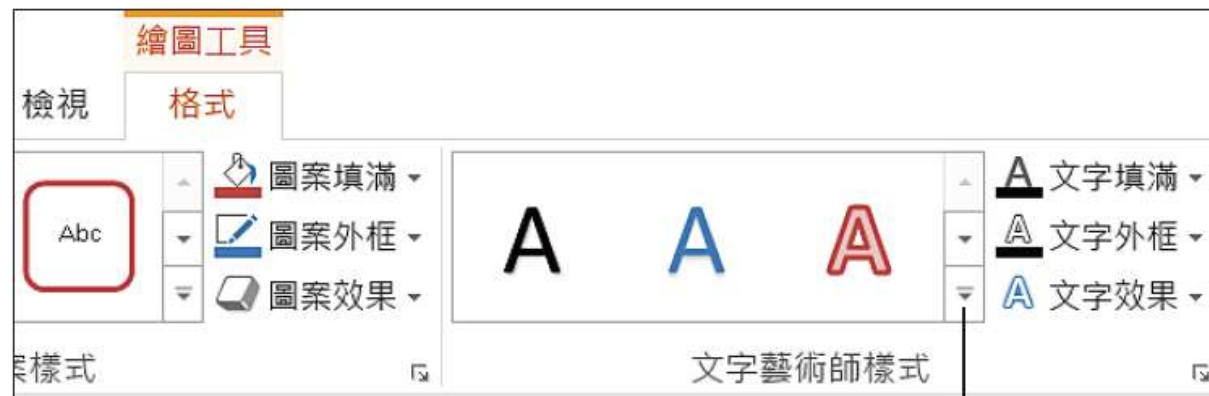 繪圖工具
檢視 格式
Abc
圖案填滿
圖案外框
圖案效果
A A A
A 文字填滿
A 文字外框
A 文字效果
案樣式 文字藝術師樣式